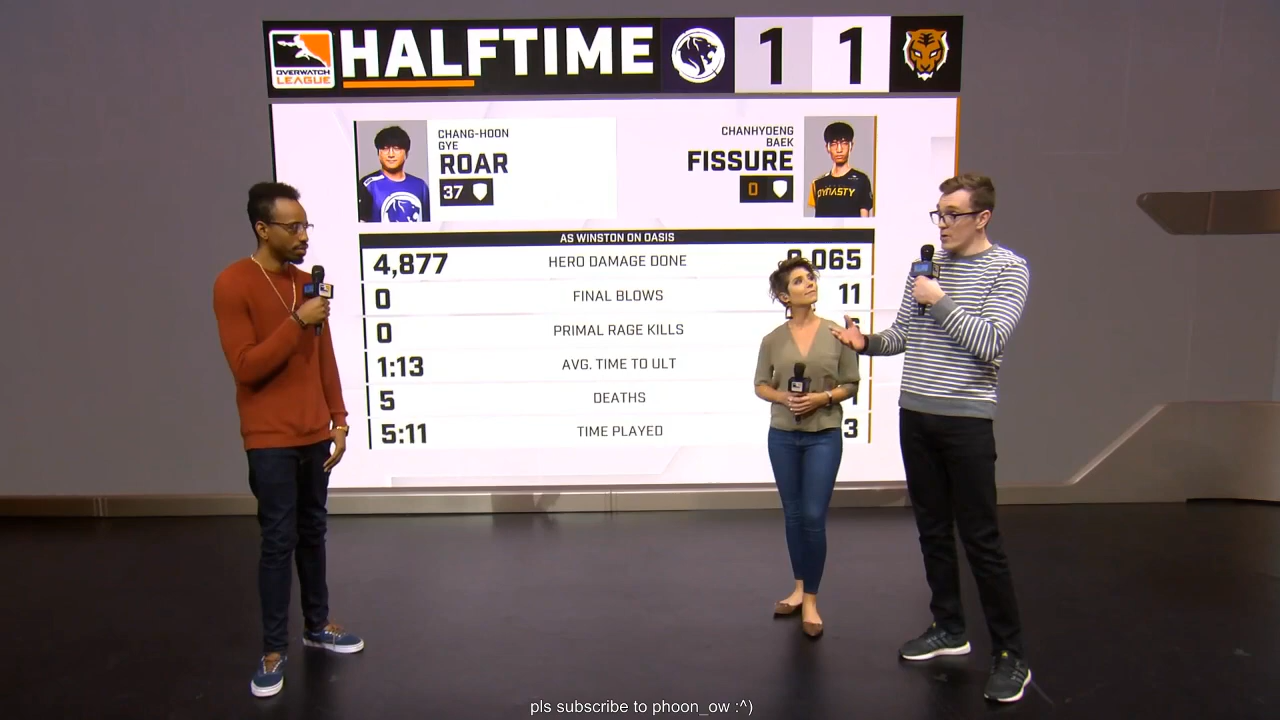 OVERWATCH
LEAGUE
HALFTIME
1 1
CHANG-HOON
GYE
ROAR
37
CHANHYOENG
BAEK
FISSURE
0
DYNASTY
AS WINSTON ON OASIS
4,877 HERO DAMAGE DONE
0 FINAL BLOWS 11
0 PRIMAL RAGE KILLS
1:13 AVG. TIME TO ULT
5 DEATHS
5:11 TIME PLAYED
pls subscribe to phoon_ow :^)